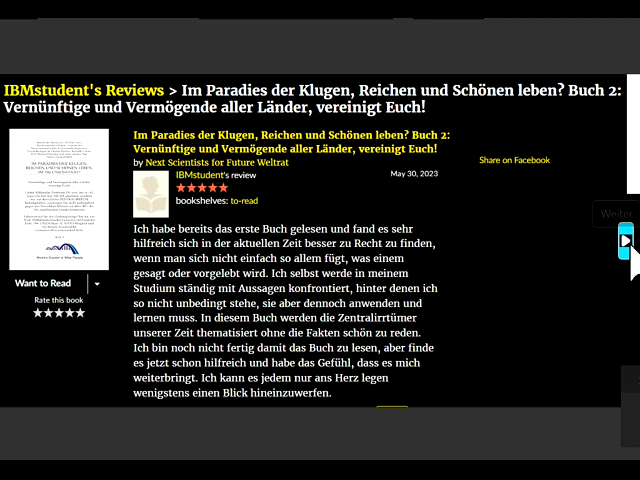 IBMstudent's Reviews > Im Paradies der Klugen, Reichen und Schönen leben? Buch 2:
Vernünftige und Vermögende aller Länder, vereinigt Euch!
Im Paradies der Klugen, Reichen und Schönen leben? Buch 2:
Vernünftige und Vermögende aller Länder, vereinigt Euch!
by Next Scientists for Future Weltrat
Share on Facebook
IBMstudent's review
May 30, 2023
bookshelves: to-read
Ich habe bereits das erste Buch gelesen und fand es sehr
hilfreich sich in der aktuellen Zeit besser zu Recht zu finden,
wenn man sich nicht einfach so allem fügt, was einem
gesagt oder vorgelebt wird. Ich selbst werde in meinem
Studium ständig mit Aussagen konfrontiert, hinter denen ich
so nicht unbedingt stehe, sie aber dennoch anwenden und
lernen muss. In diesem Buch werden die Zentralirrtümer
unserer Zeit thematisiert ohne die Fakten schön zu reden.
Ich bin noch nicht fertig damit das Buch zu lesen, aber finde
es jetzt schon hilfreich und habe das Gefühl, dass es mich
weiterbringt. Ich kann es jedem nur ans Herz legen
wenigstens einen Blick hineinzuwerfen.
Want to Read
Rate this book
Weiter